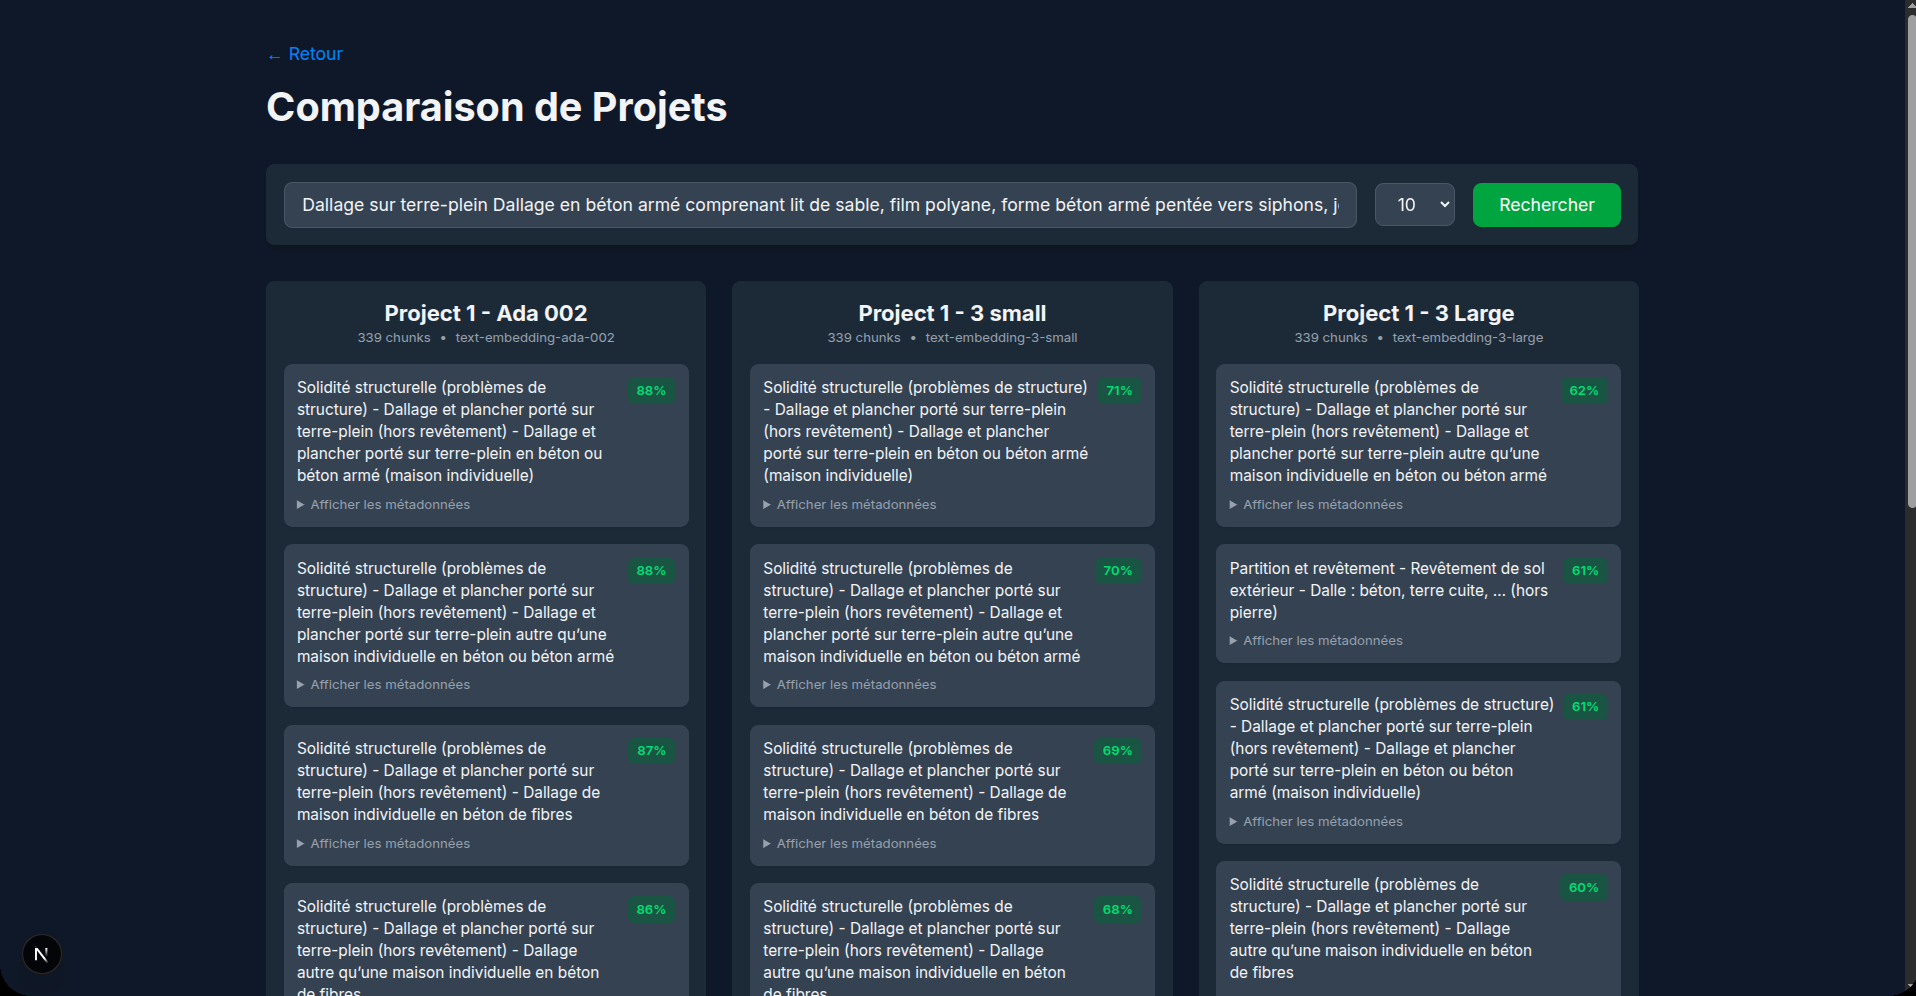 ← Retour
Comparaison de Projets
Dallage sur terre-plein Dallage en béton armé comprenant lit de sable, film polyane, forme béton armé pentée vers siphons, j
10
Rechercher
Project 1 - Ada 002
339 chunks • text-embedding-ada-002
Solidité structurelle (problèmes de
structure) - Dallage et plancher porté sur
terre-plein (hors revêtement) - Dallage et
plancher porté sur terre-plein en béton ou
béton armé (maison individuelle)
88%
▶ Afficher les métadonnées
Solidité structurelle (problèmes de
structure) - Dallage et plancher porté sur
terre-plein (hors revêtement) - Dallage et
plancher porté sur terre-plein autre qu’une
maison individuelle en béton ou béton armé
88%
▶ Afficher les métadonnées
Solidité structurelle (problèmes de
structure) - Dallage et plancher porté sur
terre-plein (hors revêtement) - Dallage de
maison individuelle en béton de fibres
87%
▶ Afficher les métadonnées
Solidité structurelle (problèmes de
structure) - Dallage et plancher porté sur
terre-plein (hors revêtement) - Dallage
autre qu’une maison individuelle en béton
de fibres
86%
Project 1 - 3 small
339 chunks • text-embedding-3-small
Solidité structurelle (problèmes de structure)
- Dallage et plancher porté sur terre-plein
(hors revêtement) - Dallage et plancher
porté sur terre-plein en béton ou béton armé
(maison individuelle)
71%
▶ Afficher les métadonnées
Solidité structurelle (problèmes de
structure) - Dallage et plancher porté sur
terre-plein (hors revêtement) - Dallage et
plancher porté sur terre-plein autre qu’une
maison individuelle en béton ou béton armé
70%
▶ Afficher les métadonnées
Solidité structurelle (problèmes de
structure) - Dallage et plancher porté sur
terre-plein (hors revêtement) - Dallage de
maison individuelle en béton de fibres
69%
▶ Afficher les métadonnées
Solidité structurelle (problèmes de
structure) - Dallage et plancher porté sur
terre-plein (hors revêtement) - Dallage
autre qu’une maison individuelle en béton
de fibres
68%
Project 1 - 3 Large
339 chunks • text-embedding-3-large
Solidité structurelle (problèmes de
structure) - Dallage et plancher porté sur
terre-plein (hors revêtement) - Dallage et
plancher porté sur terre-plein autre qu’une
maison individuelle en béton ou béton armé
62%
▶ Afficher les métadonnées
Partition et revêtement - Revêtement de sol
extérieur - Dalle : béton, terre cuite, ... (hors
pierre)
61%
▶ Afficher les métadonnées
Solidité structurelle (problèmes de structure)
- Dallage et plancher porté sur terre-plein
(hors revêtement) - Dallage et plancher
porté sur terre-plein en béton ou béton
armé (maison individuelle)
61%
▶ Afficher les métadonnées
Solidité structurelle (problèmes de
structure) - Dallage et plancher porté sur
terre-plein (hors revêtement) - Dallage
autre qu’une maison individuelle en béton
de fibres
60%
N